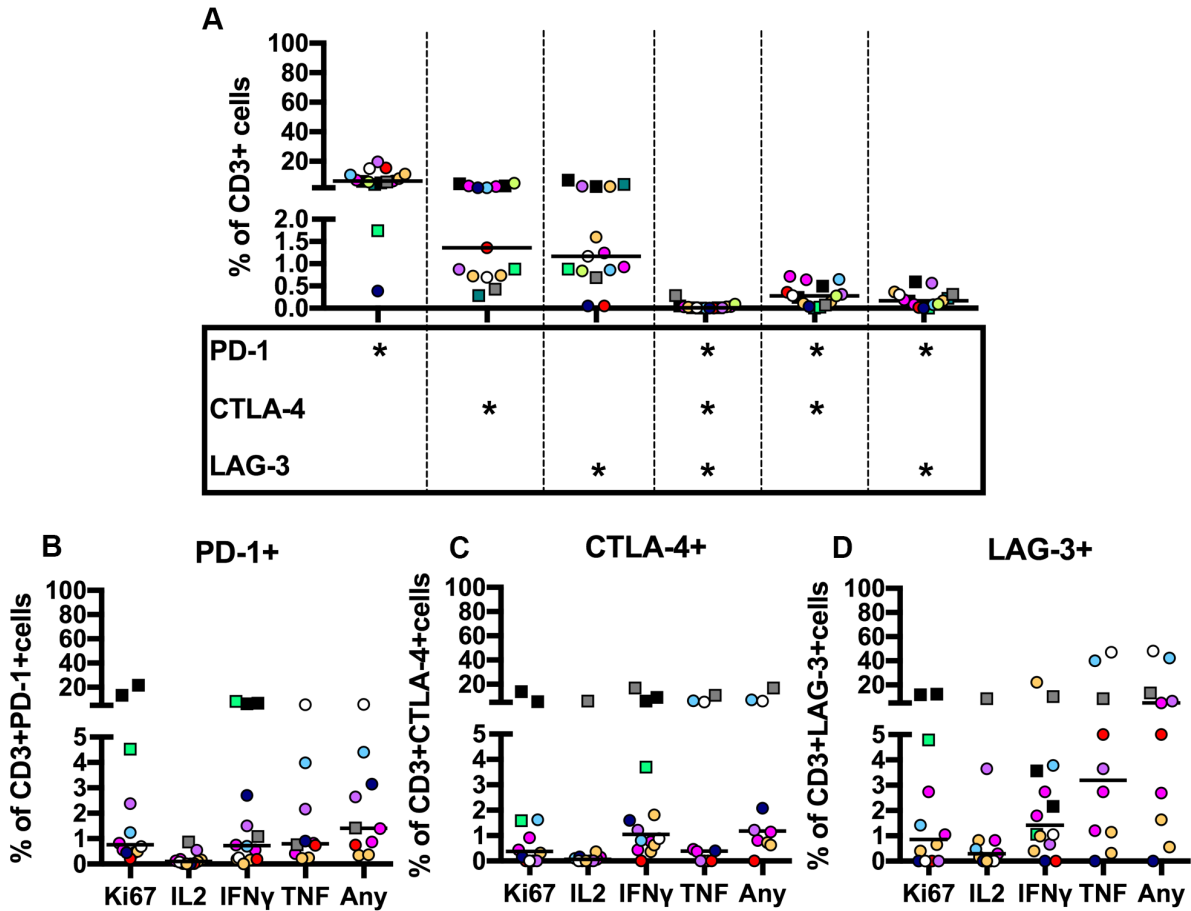 A
% of CD3+ cells
100
80
60
40
20
2.0
1.5
1.0
0.5
0.0
PD-1 * * * *
CTLA-4 * * *
LAG-3 * * *
B
PD-1+
% of CD3+PD-1+cells
100
80
60
40
20
5
4
3
2
1
0
Ki67 IL2 IFNγ TNF Any
C
CTLA-4+
% of CD3+CTLA-4+cells
100
80
60
40
20
5
4
3
2
1
0
Ki67 IL2 IFNγ TNF Any
D
LAG-3+
% of CD3+LAG-3+cells
100
80
60
40
20
5
4
3
2
1
0
Ki67 IL2 IFNγ TNF Any